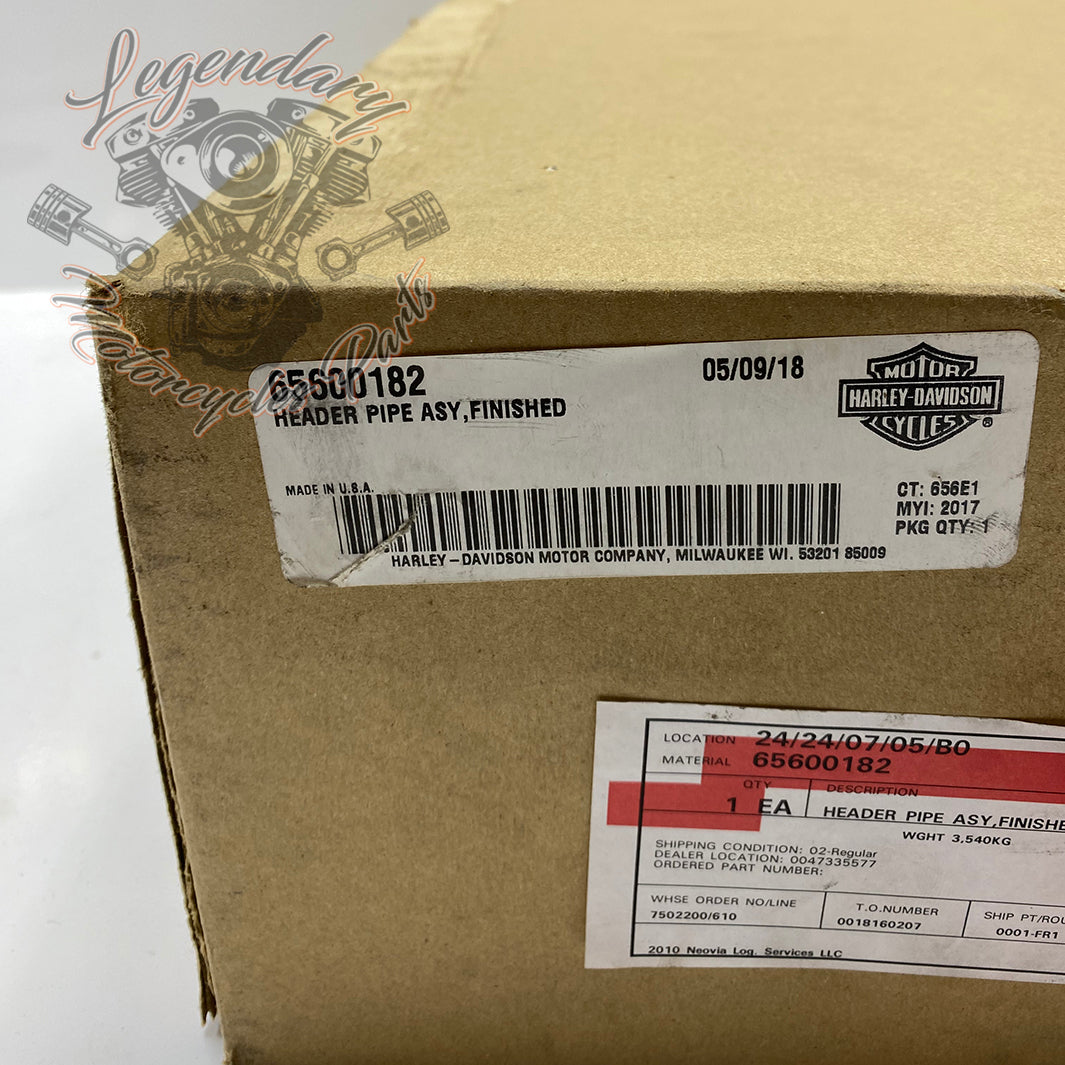 Legendary
Motorcycles Parts
65600182
05/09/18
HEADER PIPE ASY,FINISHED
MOTOR
HARLEY-DAVIDSON
CYCLES
®
MADE IN U.S.A.
CT: 656E1
MYI: 2017
PKG QTY: 1
HARLEY-DAVIDSON MOTOR COMPANY, MILWAUKEE WI. 53201 85009
LOCATION 24/24/07/05/B0
MATERIAL 65600182
QTY DESCRIPTION
1 EA HEADER PIPE ASY,FINISHE
WGHT 3,540KG
SHIPPING CONDITION: 02-Regular
DEALER LOCATION: 0047335577
ORDERED PART NUMBER:
WHSE ORDER NO/LINE T.O.NUMBER SHIP PT/ROU
7502200/610 0018160207 0001-FR1
2010 Neovia Log. Services LLC